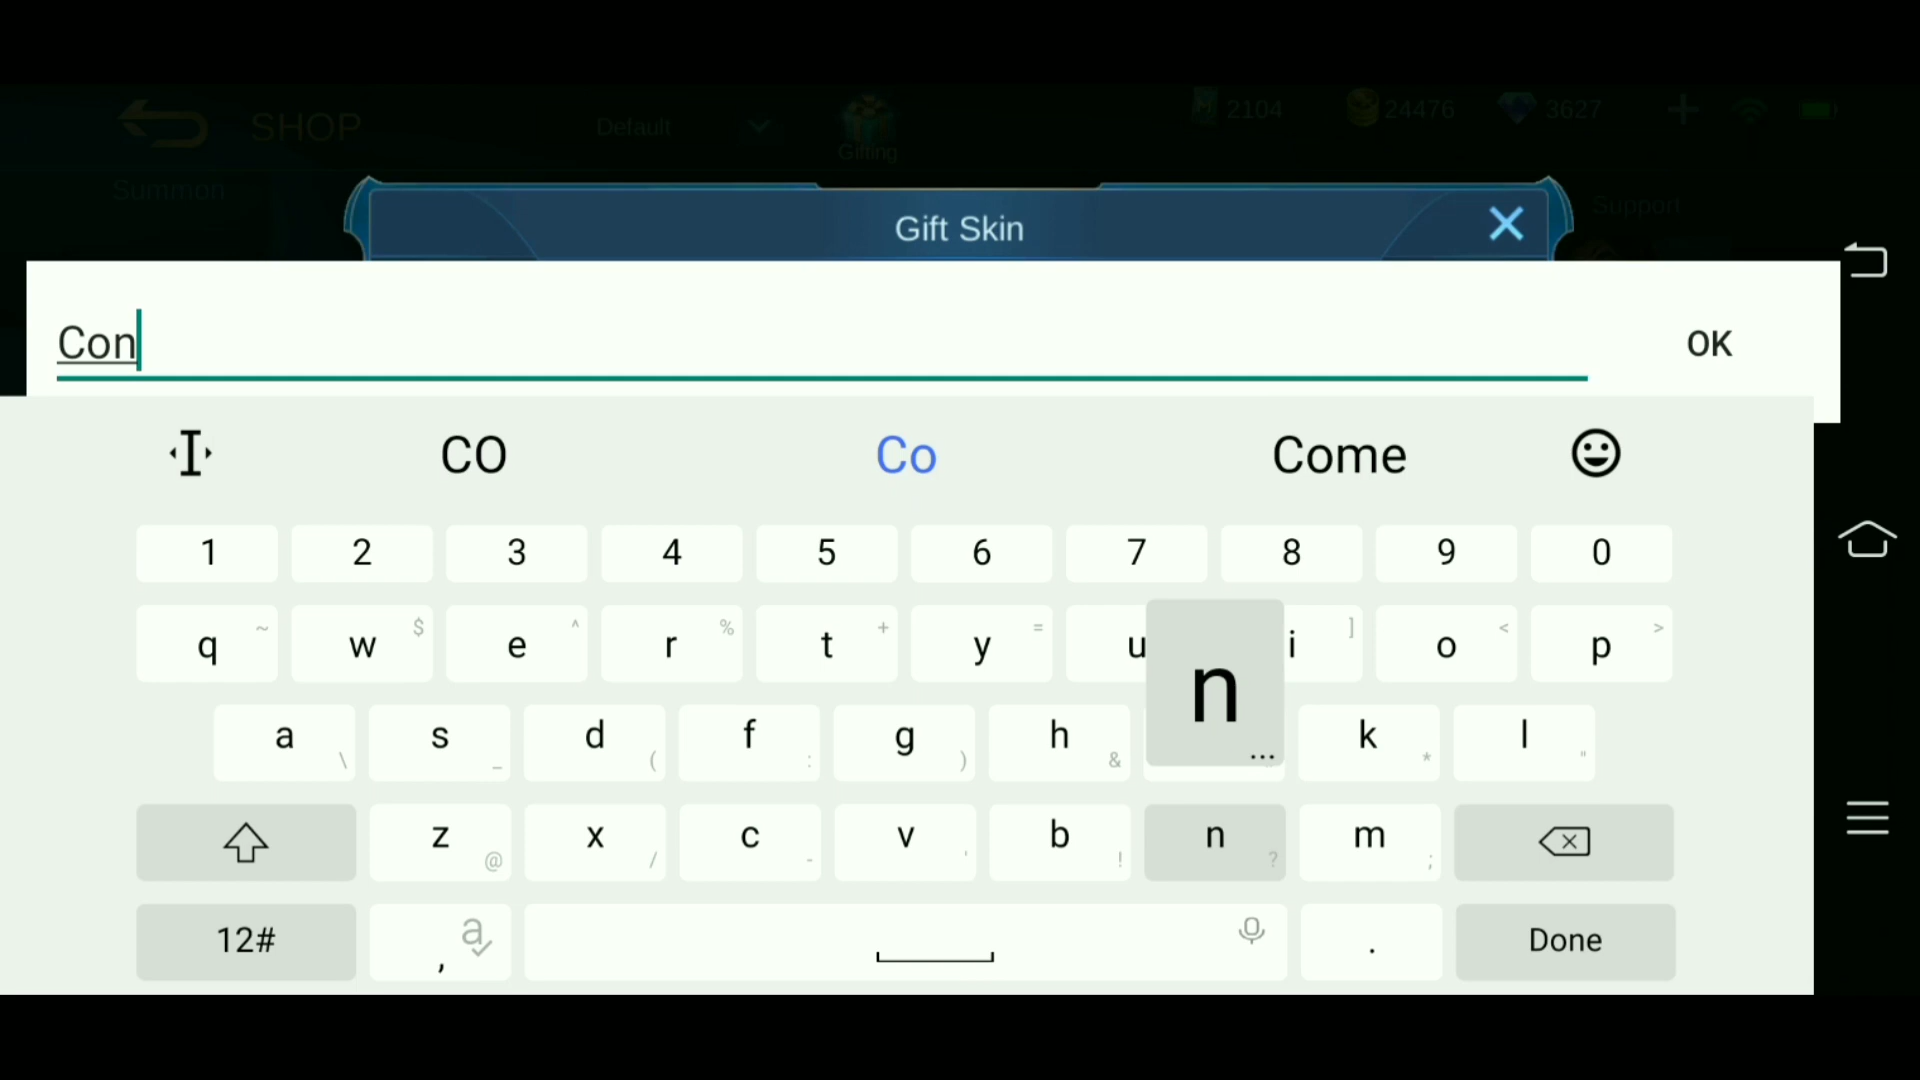 SHOP Default 2104 24476 3627
Gifting
Summon
Support
Gift Skin
Con OK
CO Co Come
1 2 3 4 5 6 7 8 9 0
q ~ w $ e ^ r % t + y = u i ] o < p >
n ...
a \ s _ d ( f : g ) h & k * l "
z @ x / c - v ' b ! n ? m ;
12# , a . Done